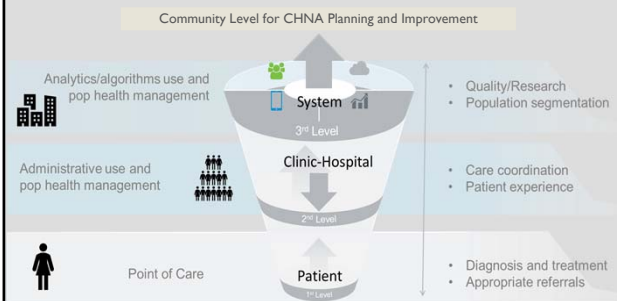 Community Level for CHNA Planning and Improvement
Analytics/algorithms use and
pop health management
System
3rd Level
• Quality/Research
• Population segmentation
Administrative use and
pop health management
Clinic-Hospital
2nd Level
• Care coordination
• Patient experience
Point of Care
Patient
1st Level
• Diagnosis and treatment
• Appropriate referrals